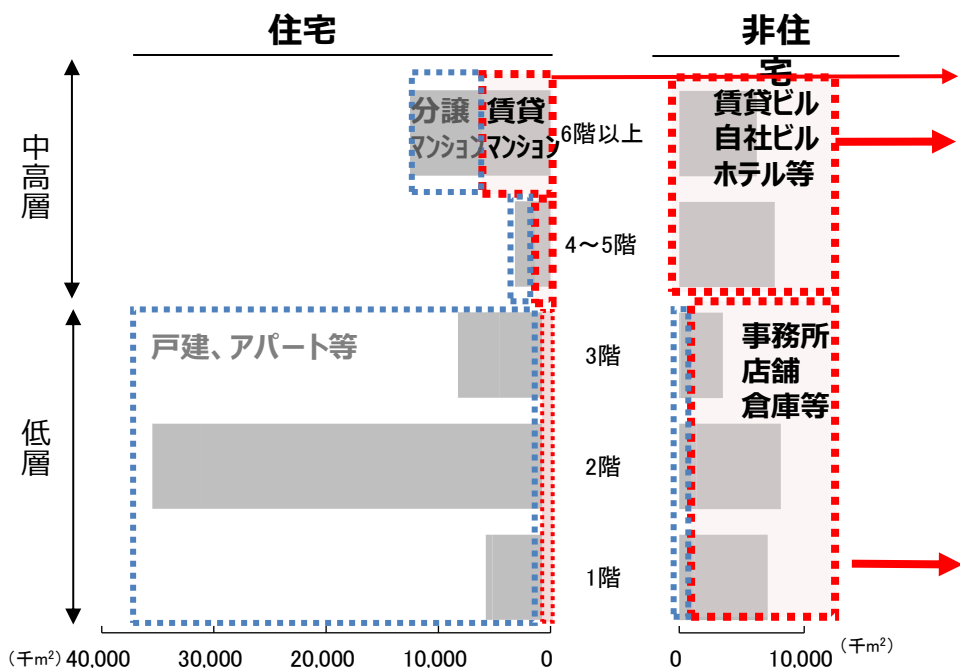 住宅
非住
宅
中高層
分譲
マンション
賃貸
マンション
6階以上
賃貸ビル
自社ビル
ホテル等
4～5階
低層
戸建、アパート等
3階
事務所
店舗
倉庫等
2階
1階
（千m²） 40,000 30,000 20,000 10,000 0
0 10000 （千m²）